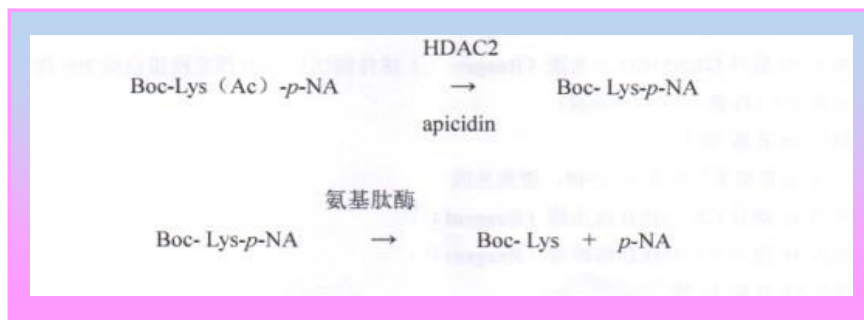 HDAC2
Boc-Lys（Ac）-p-NA → Boc- Lys-p-NA
apicidin
氨基肽酶
Boc- Lys-p-NA → Boc- Lys + p-NA